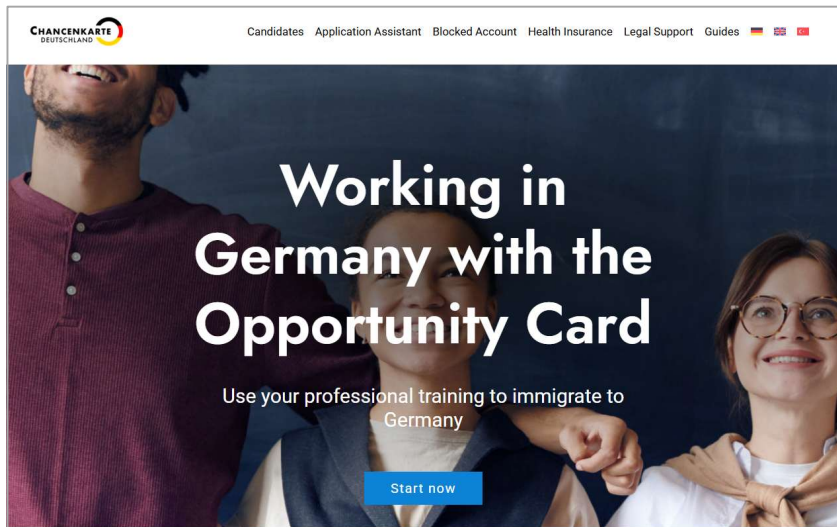 CHANCENKARTE
DEUTSCHLAND
Candidates Application Assistant Blocked Account Health Insurance Legal Support Guides
Working in
Germany with the
Opportunity Card
Use your professional training to immigrate to
Germany
Start now